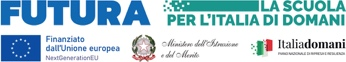 FUTURA
LA SCUOLA
PER L'ITALIA DI DOMANI
Finanziato
dall'Unione europea
NextGenerationEU
Ministero dell'Istruzione
e del Merito
Italiadomani
PIANO NAZIONALE DI RIPRESA E RESILIENZA